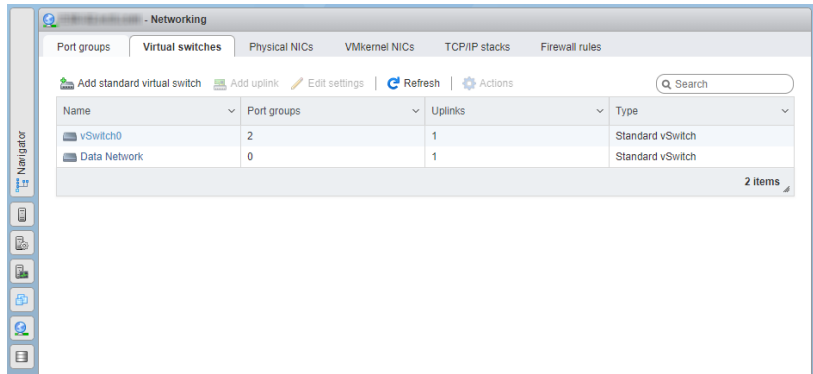 - Networking
Port groups Virtual switches Physical NICs VMkernel NICs TCP/IP stacks Firewall rules
Add standard virtual switch Add uplink Edit settings Refresh Actions Search
Name Port groups Uplinks Type
vSwitch0 2 1 Standard vSwitch
Data Network 0 1 Standard vSwitch
2 items
Navigator